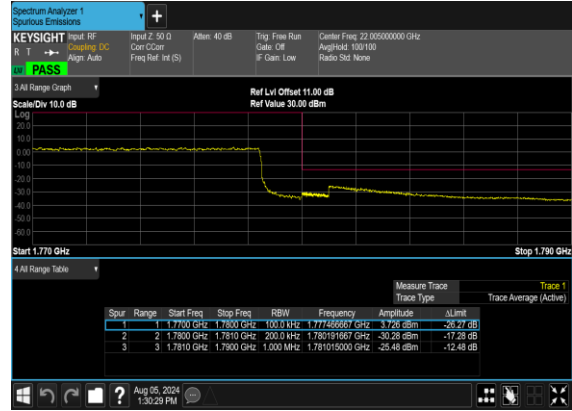 Spectrum Analyzer 1
Spurious Emissions
+
KEYSIGHT Input: RF Input Z: 50 Ω Atten: 40 dB Trig: Free Run Center Freq: 22.005000000 GHz
R T Coupling: DC Corr CCorr Gate: Off Avg|Hold: 100/100
Align: Auto Freq Ref: Int (S) IF Gain: Low Radio Std: None
PASS
3 All Range Graph
Ref Lvl Offset 11.00 dB
Scale/Div 10.0 dB Ref Value 30.00 dBm
Log
20.0
10.0
0.00
-10.0
-20.0
-30.0
-40.0
-50.0
-60.0
Start 1.770 GHz Stop 1.790 GHz
4 All Range Table
Measure Trace Trace 1
Trace Type Trace Average (Active)
Spur Range Start Freq Stop Freq RBW Frequency Amplitude ΔLimit
1 1 1.7700 GHz 1.7800 GHz 100.0 kHz 1.777466667 GHz 3.726 dBm -26.27 dB
2 2 1.7800 GHz 1.7810 GHz 200.0 kHz 1.780191667 GHz -30.28 dBm -17.28 dB
3 3 1.7810 GHz 1.7900 GHz 1.000 MHz 1.781015000 GHz -25.48 dBm -12.48 dB
? Aug 05, 2024
1:30:29 PM